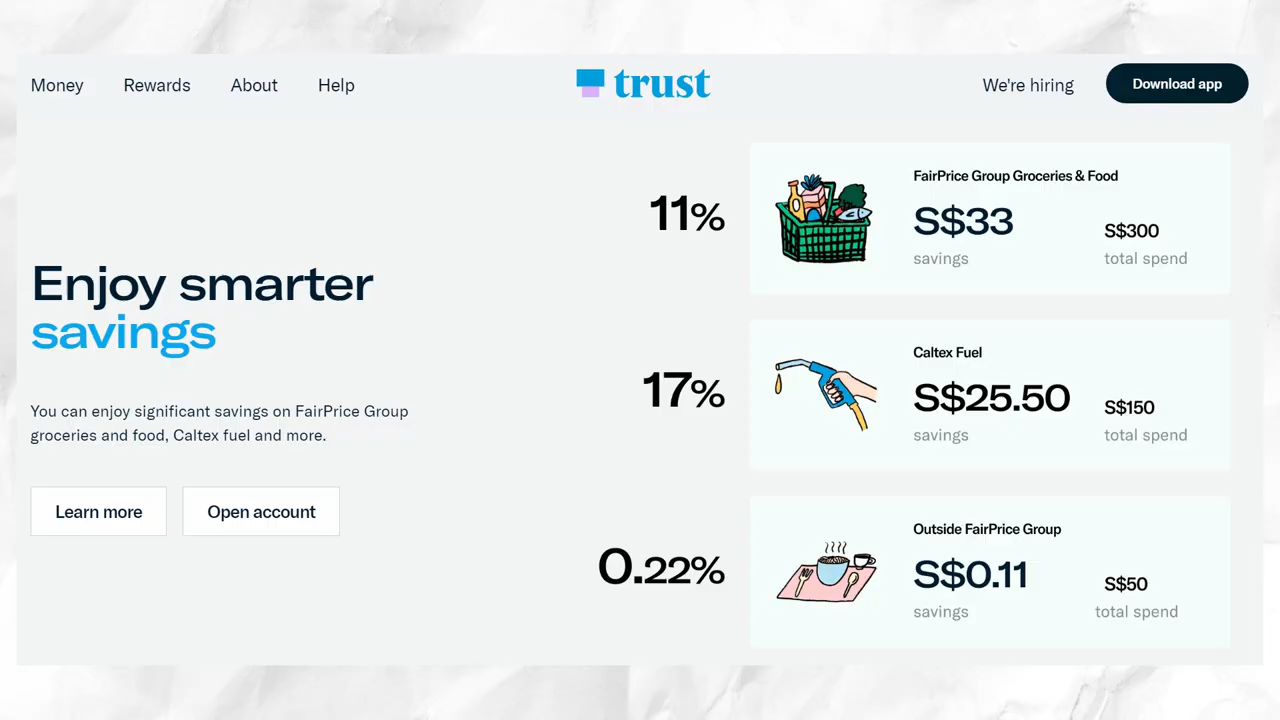 Money Rewards About Help trust We're hiring Download app
Enjoy smarter
savings
You can enjoy significant savings on FairPrice Group
groceries and food, Caltex fuel and more.
Learn more Open account
11%
FairPrice Group Groceries & Food
S$33 S$300
savings total spend
17%
Caltex Fuel
S$25.50 S$150
savings total spend
0.22%
Outside FairPrice Group
S$0.11 S$50
savings total spend